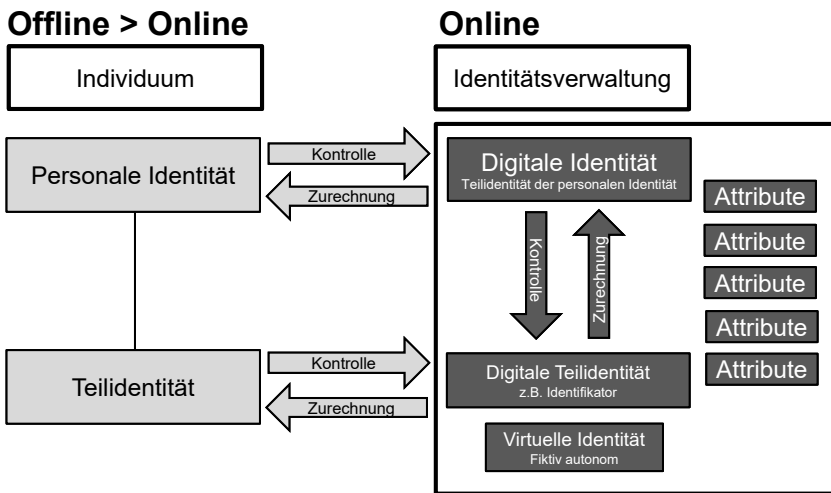 Offline > Online
Online
Individuum
Identitätsverwaltung
Personale Identität
Kontrolle
Zurechnung
Digitale Identität
Teilidentität der personalen Identität
Kontrolle
Zurechnung
Attribute
Attribute
Attribute
Attribute
Attribute
Teilidentität
Kontrolle
Zurechnung
Digitale Teilidentität
z.B. Identifikator
Virtuelle Identität
Fiktiv autonom